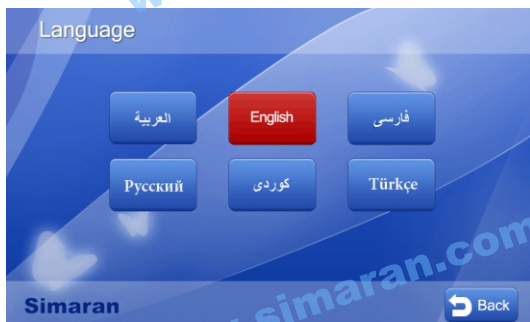 Language
العربية
English
فارسی
Русский
کوردی
Türkçe
www.simaran.com
Simaran
Back